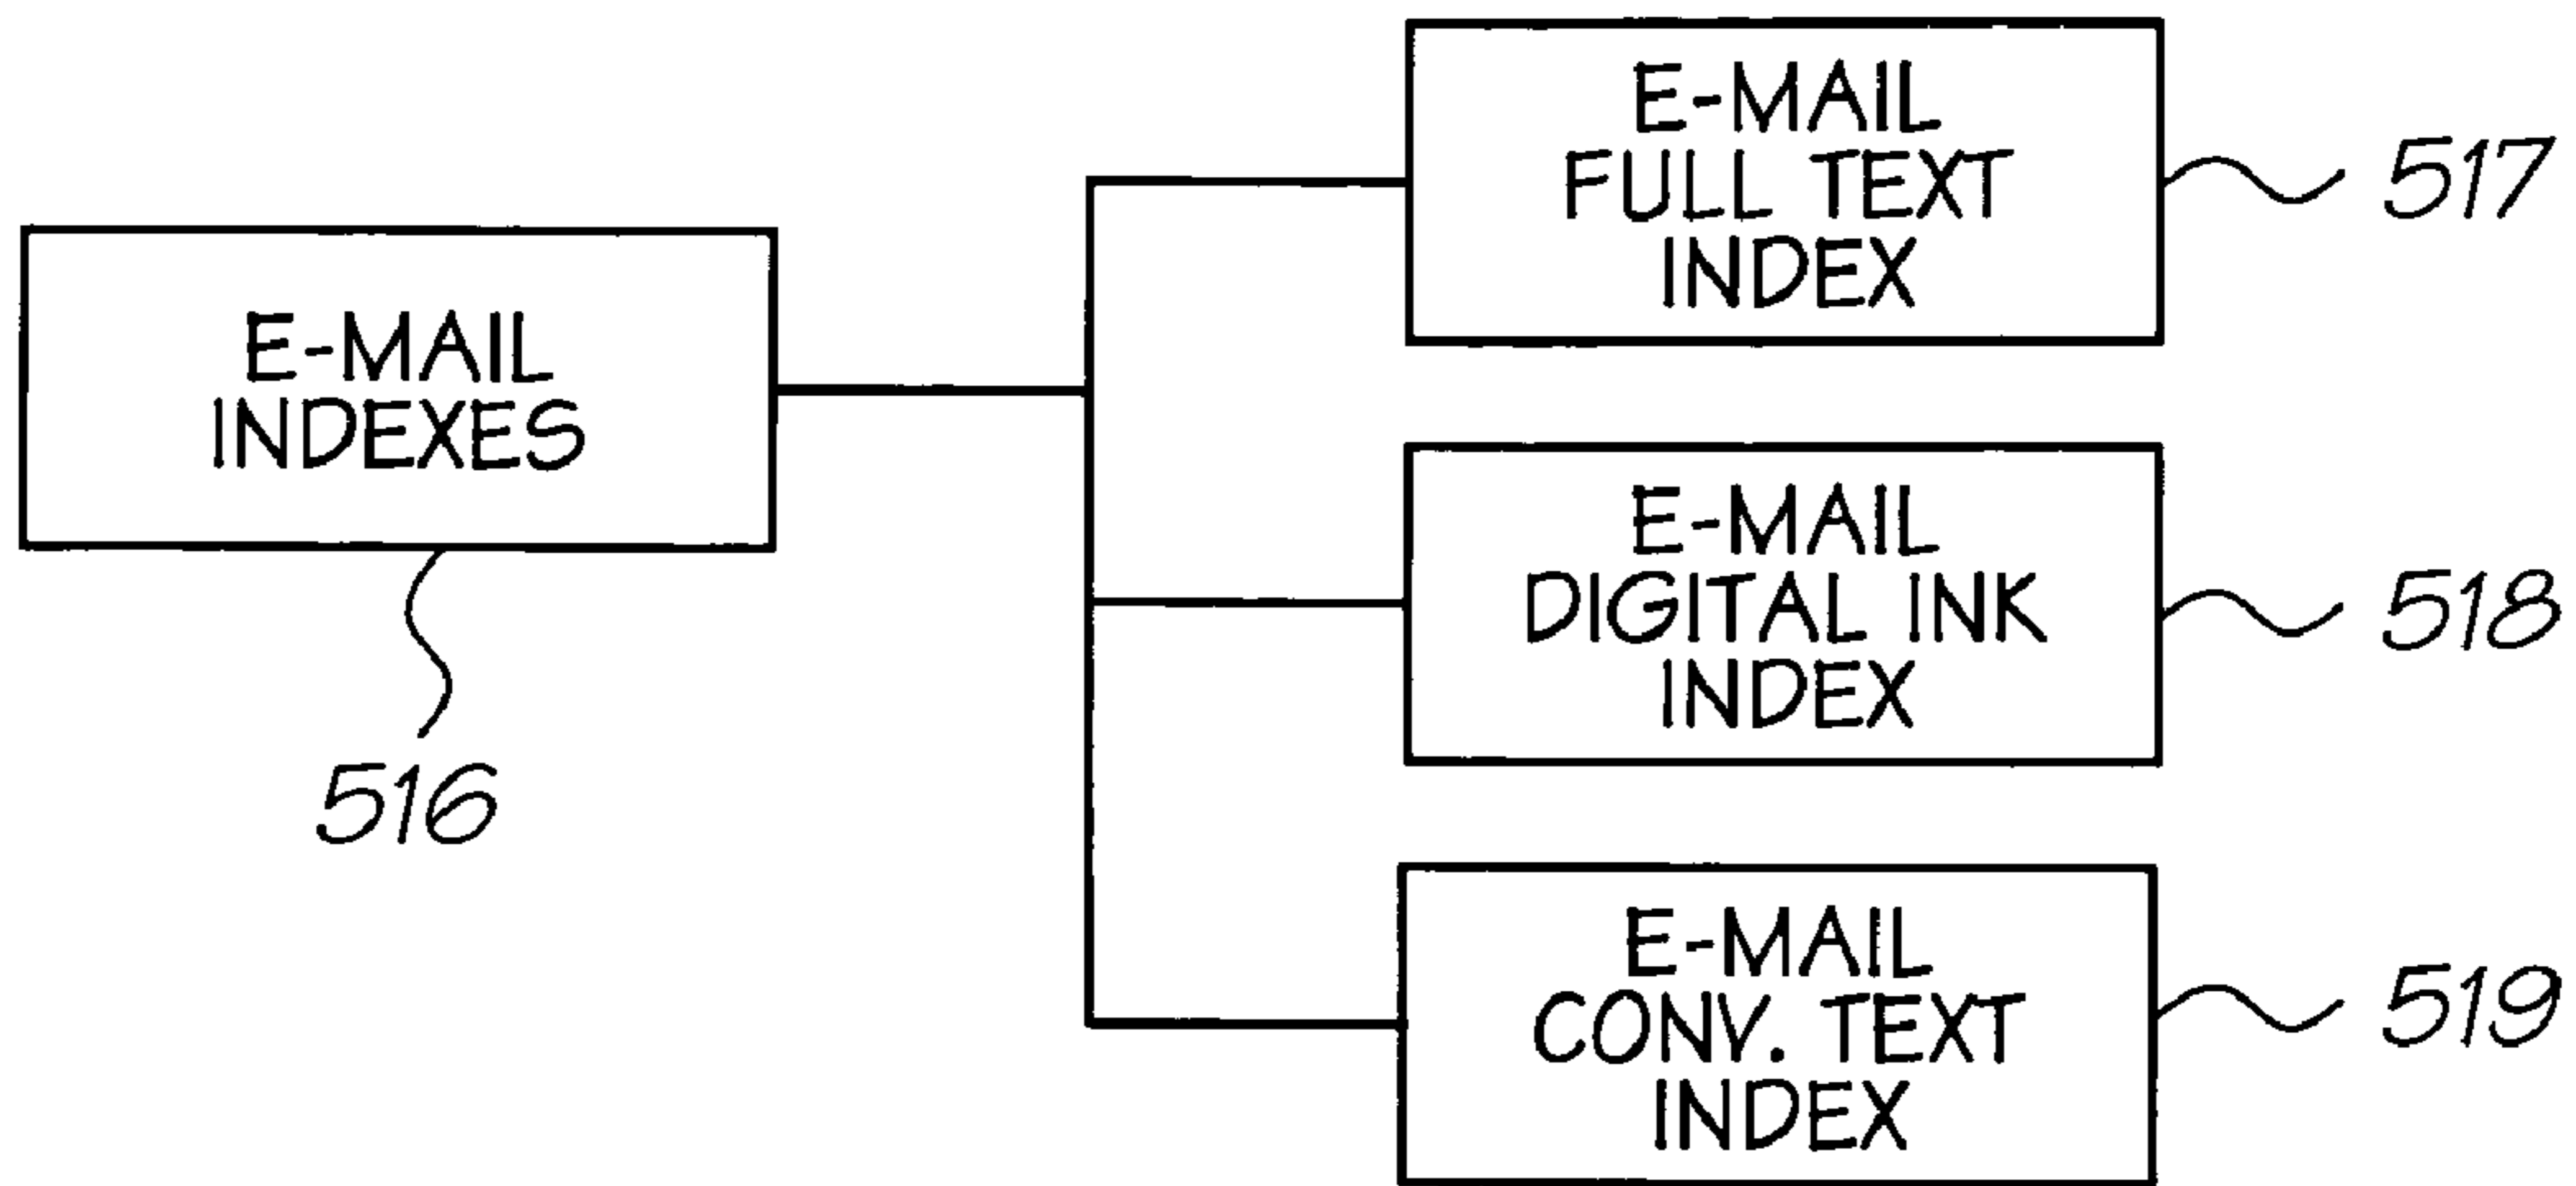 E-MAIL
INDEXES
516
E-MAIL
FULL TEXT
INDEX
517
E-MAIL
DIGITAL INK
INDEX
518
E-MAIL
CONV. TEXT
INDEX
519